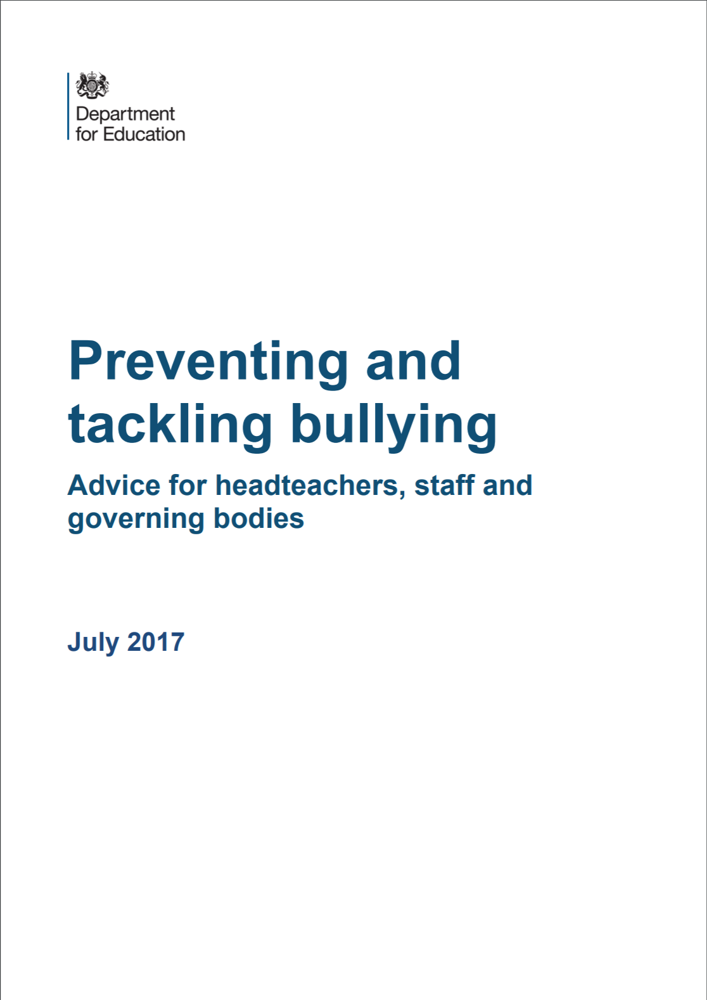 Department
for Education
Preventing and
tackling bullying
Advice for headteachers, staff and
governing bodies
July 2017